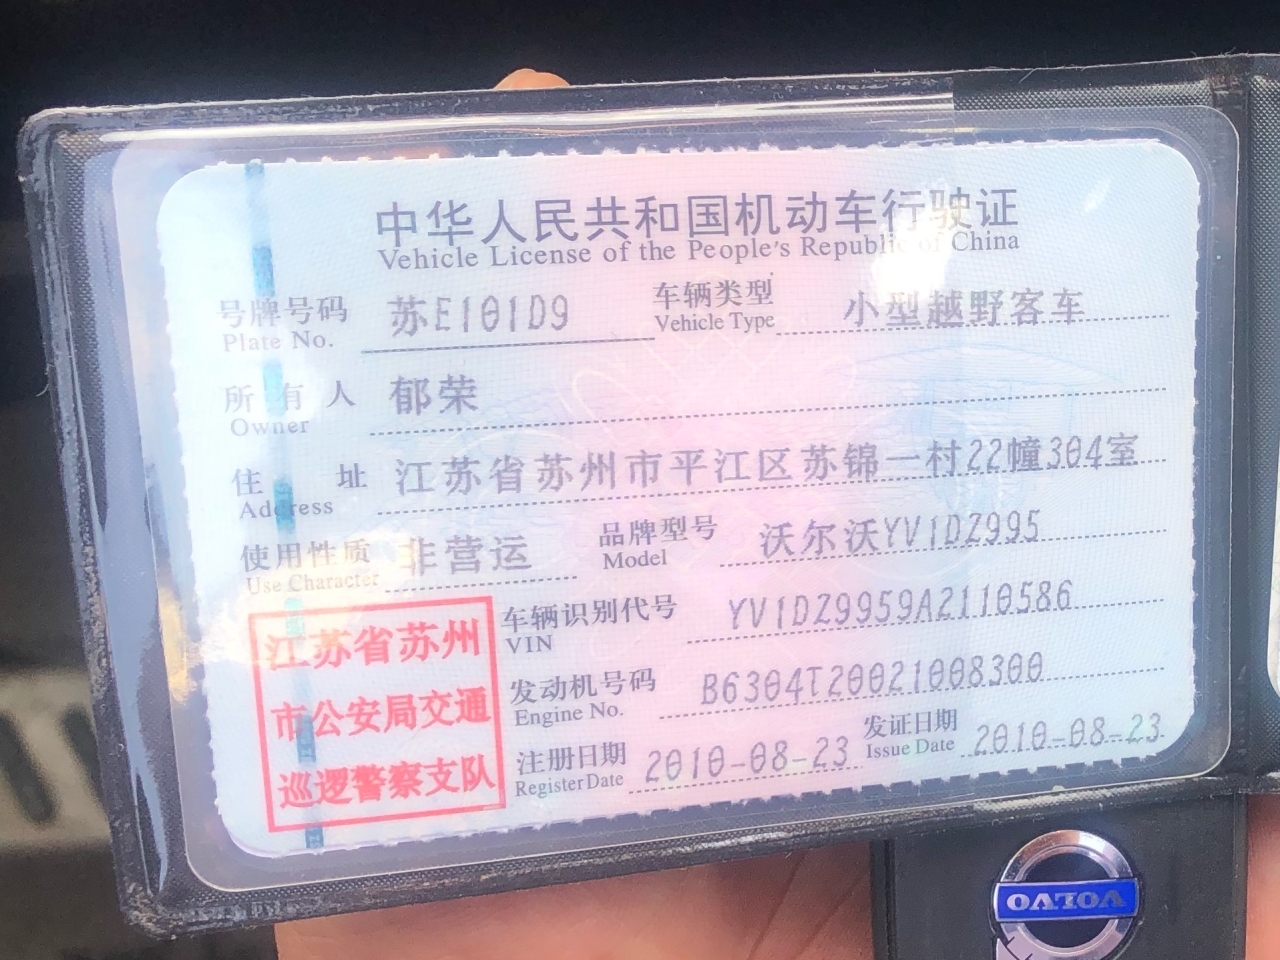 中华人民共和国机动车行驶证
Vehicle License of the People's Republic of China
号牌号码 苏E101D9 车辆类型 小型越野客车
Plate No. Vehicle Type
所有人 郁荣
Owner
住址 江苏省苏州市平江区苏锦一村22幢304室
Address
使用性质 非营运 品牌型号 沃尔沃YV1DZ995
Use Character Model
江苏省苏州
市公安局交通
巡逻警察支队
车辆识别代号 YV1DZ9959A2110586
VIN
发动机号码 B6304T20021008300
Engine No.
注册日期 2010-08-23 发证日期 2010-08-23
Register Date Issue Date
VOLVO